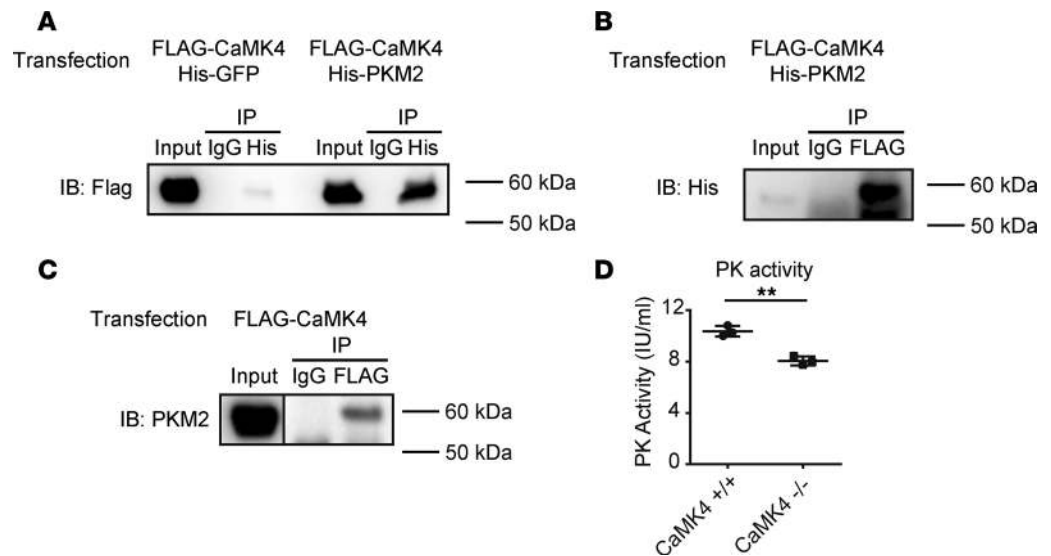 A
Transfection
FLAG-CaMK4
His-GFP
FLAG-CaMK4
His-PKM2
IP
IP
Input IgG His
Input IgG His
IB: Flag
60 kDa
50 kDa
B
Transfection
FLAG-CaMK4
His-PKM2
IP
Input IgG FLAG
IB: His
60 kDa
50 kDa
C
Transfection
FLAG-CaMK4
IP
Input IgG FLAG
IB: PKM2
60 kDa
50 kDa
D
PK activity
**
PK Activity (IU/ml)
12
8
4
0
CaMK4 +/+
CaMK4 -/-